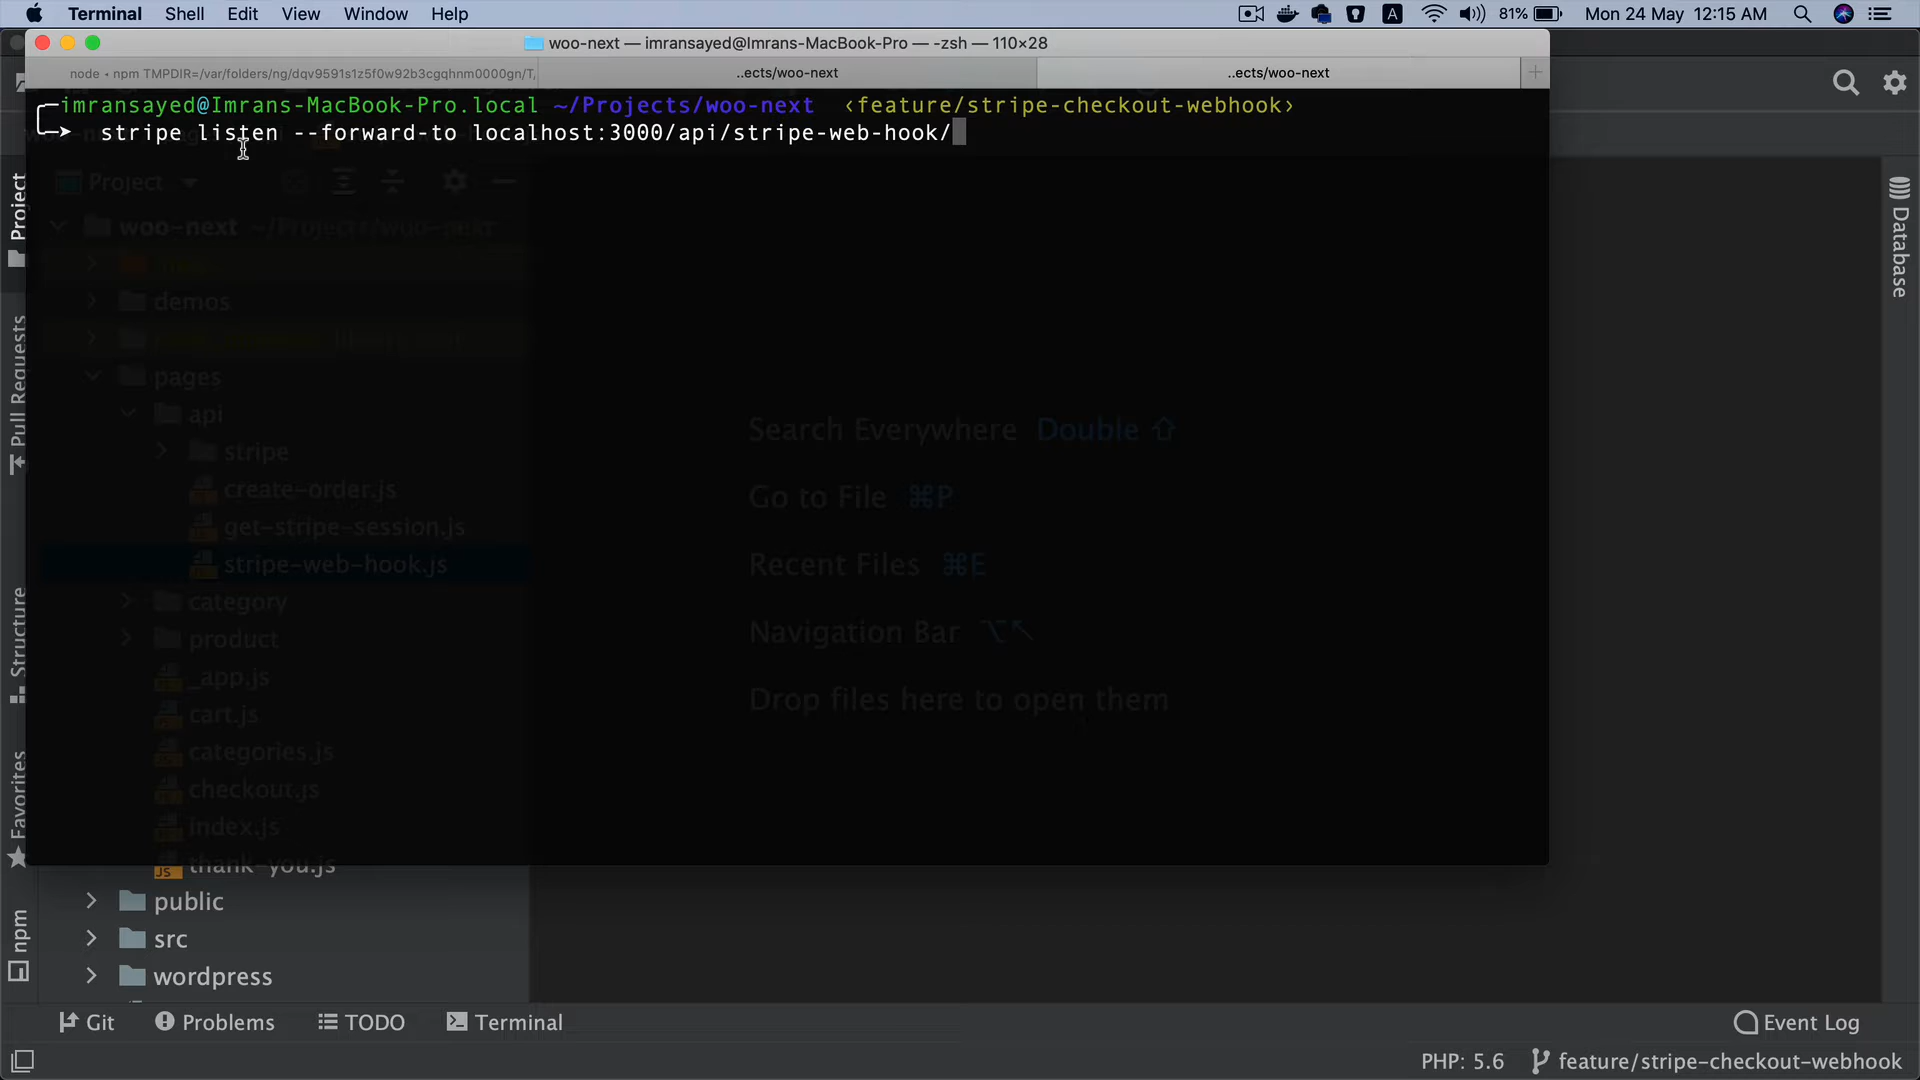 Terminal Shell Edit View Window Help 81% Mon 24 May 12:15 AM
woo-next — imransayed@Imrans-MacBook-Pro — -zsh — 110×28
node ◂ npm TMPDIR=/var/folders/ng/dqv9591s1z5f0w92b3cgqhnm0000gn/T/
..ects/woo-next
..ects/woo-next
imransayed@Imrans-MacBook-Pro.local ~/Projects/woo-next ‹feature/stripe-checkout-webhook›
stripe listen --forward-to localhost:3000/api/stripe-web-hook/
Project
woo-next ~/Projects/woo-next
demos
pages
api
stripe
create-order.js
get-stripe-session.js
stripe-web-hook.js
category
product
_app.js
cart.js
categories.js
checkout.js
index.js
thank-you.js
public
src
wordpress
Search Everywhere Double ⇧
Go to File ⌘P
Recent Files ⌘E
Navigation Bar ⌥↖
Drop files here to open them
Project
Pull Requests
Structure
Favorites
npm
Database
Git Problems TODO Terminal Event Log
PHP: 5.6 feature/stripe-checkout-webhook